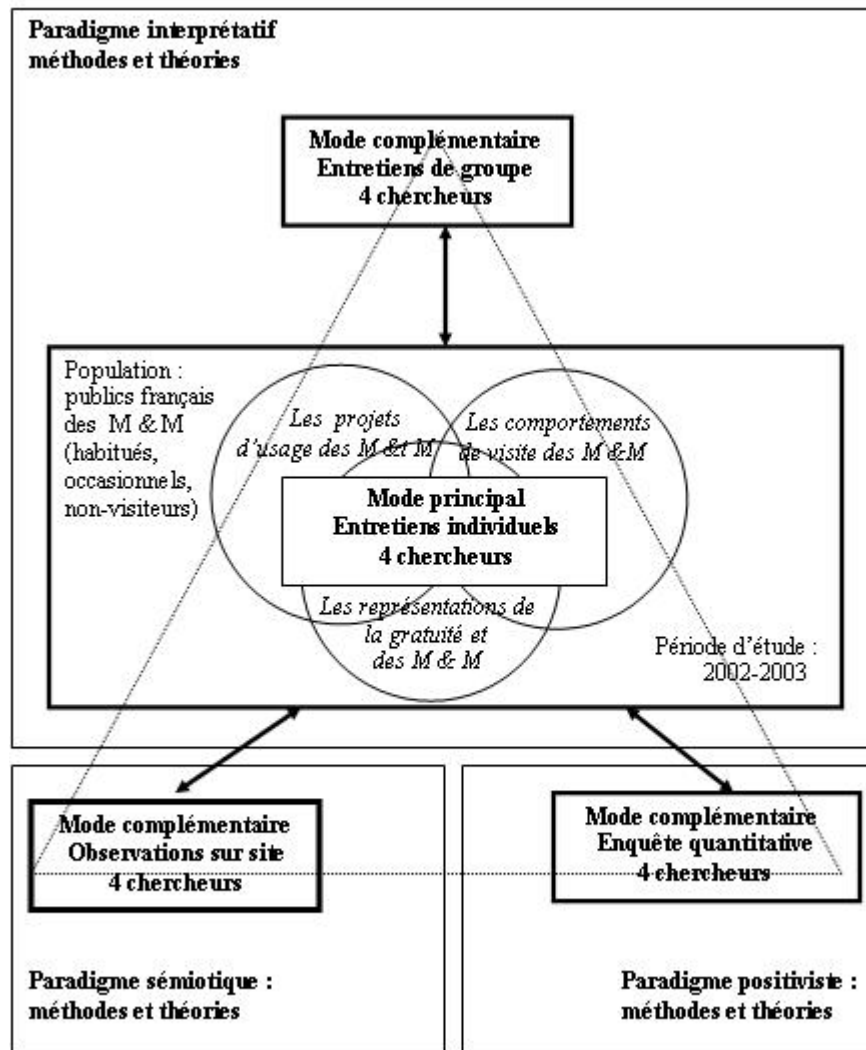 Paradigme interprétatif
méthodes et théories
Mode complémentaire
Entretiens de groupe
4 chercheurs
Population :
publics français
des M & M
(habitués,
occasionnels,
non-visiteurs)
Les projets
d'usage des M &t M
Les comportements
de visite des M &M
Mode principal
Entretiens individuels
4 chercheurs
Les représentations de
la gratuité et
des M & M
Période d'étude :
2002-2003
Mode complémentaire
Observations sur site
4 chercheurs
Mode complémentaire
Enquête quantitative
4 chercheurs
Paradigme sémiotique :
méthodes et théories
Paradigme positiviste :
méthodes et théories